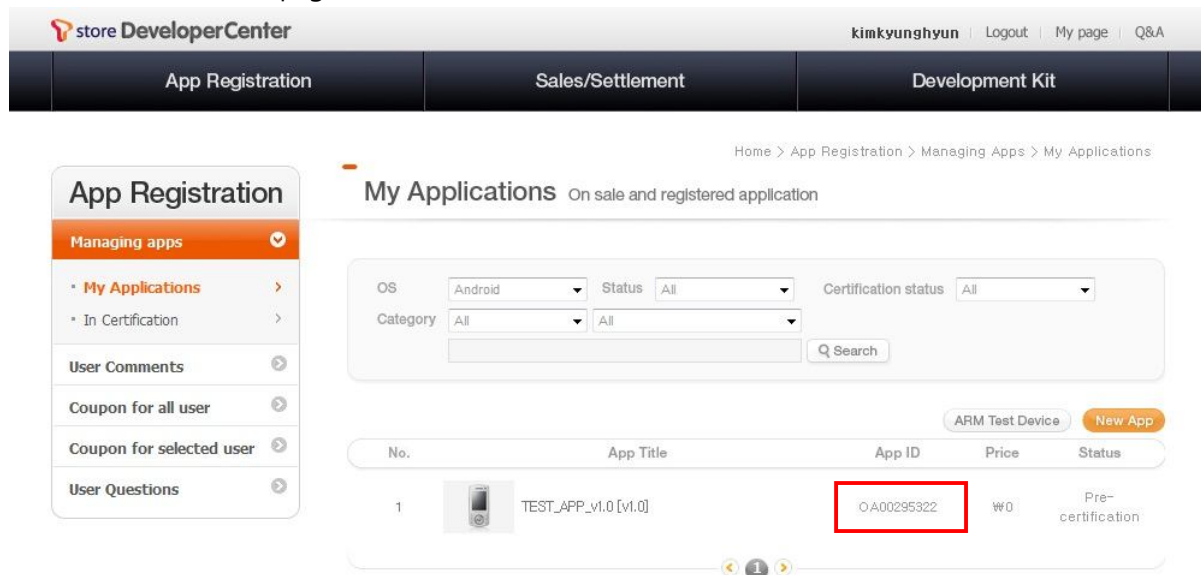 store DeveloperCenter
kimkyunghyun | Logout | My page | Q&A
App Registration Sales/Settlement Development Kit
Home > App Registration > Managing Apps > My Applications
App Registration
My Applications On sale and registered application
Managing apps
• My Applications >
• In Certification >
User Comments
Coupon for all user
Coupon for selected user
User Questions
OS Android Status All Certification status All
Category All All
Search
ARM Test Device New App
No. App Title App ID Price Status
1 TEST_APP_v1.0 [v1.0] OA00295322 ₩0 Pre-
certification
< 1 >